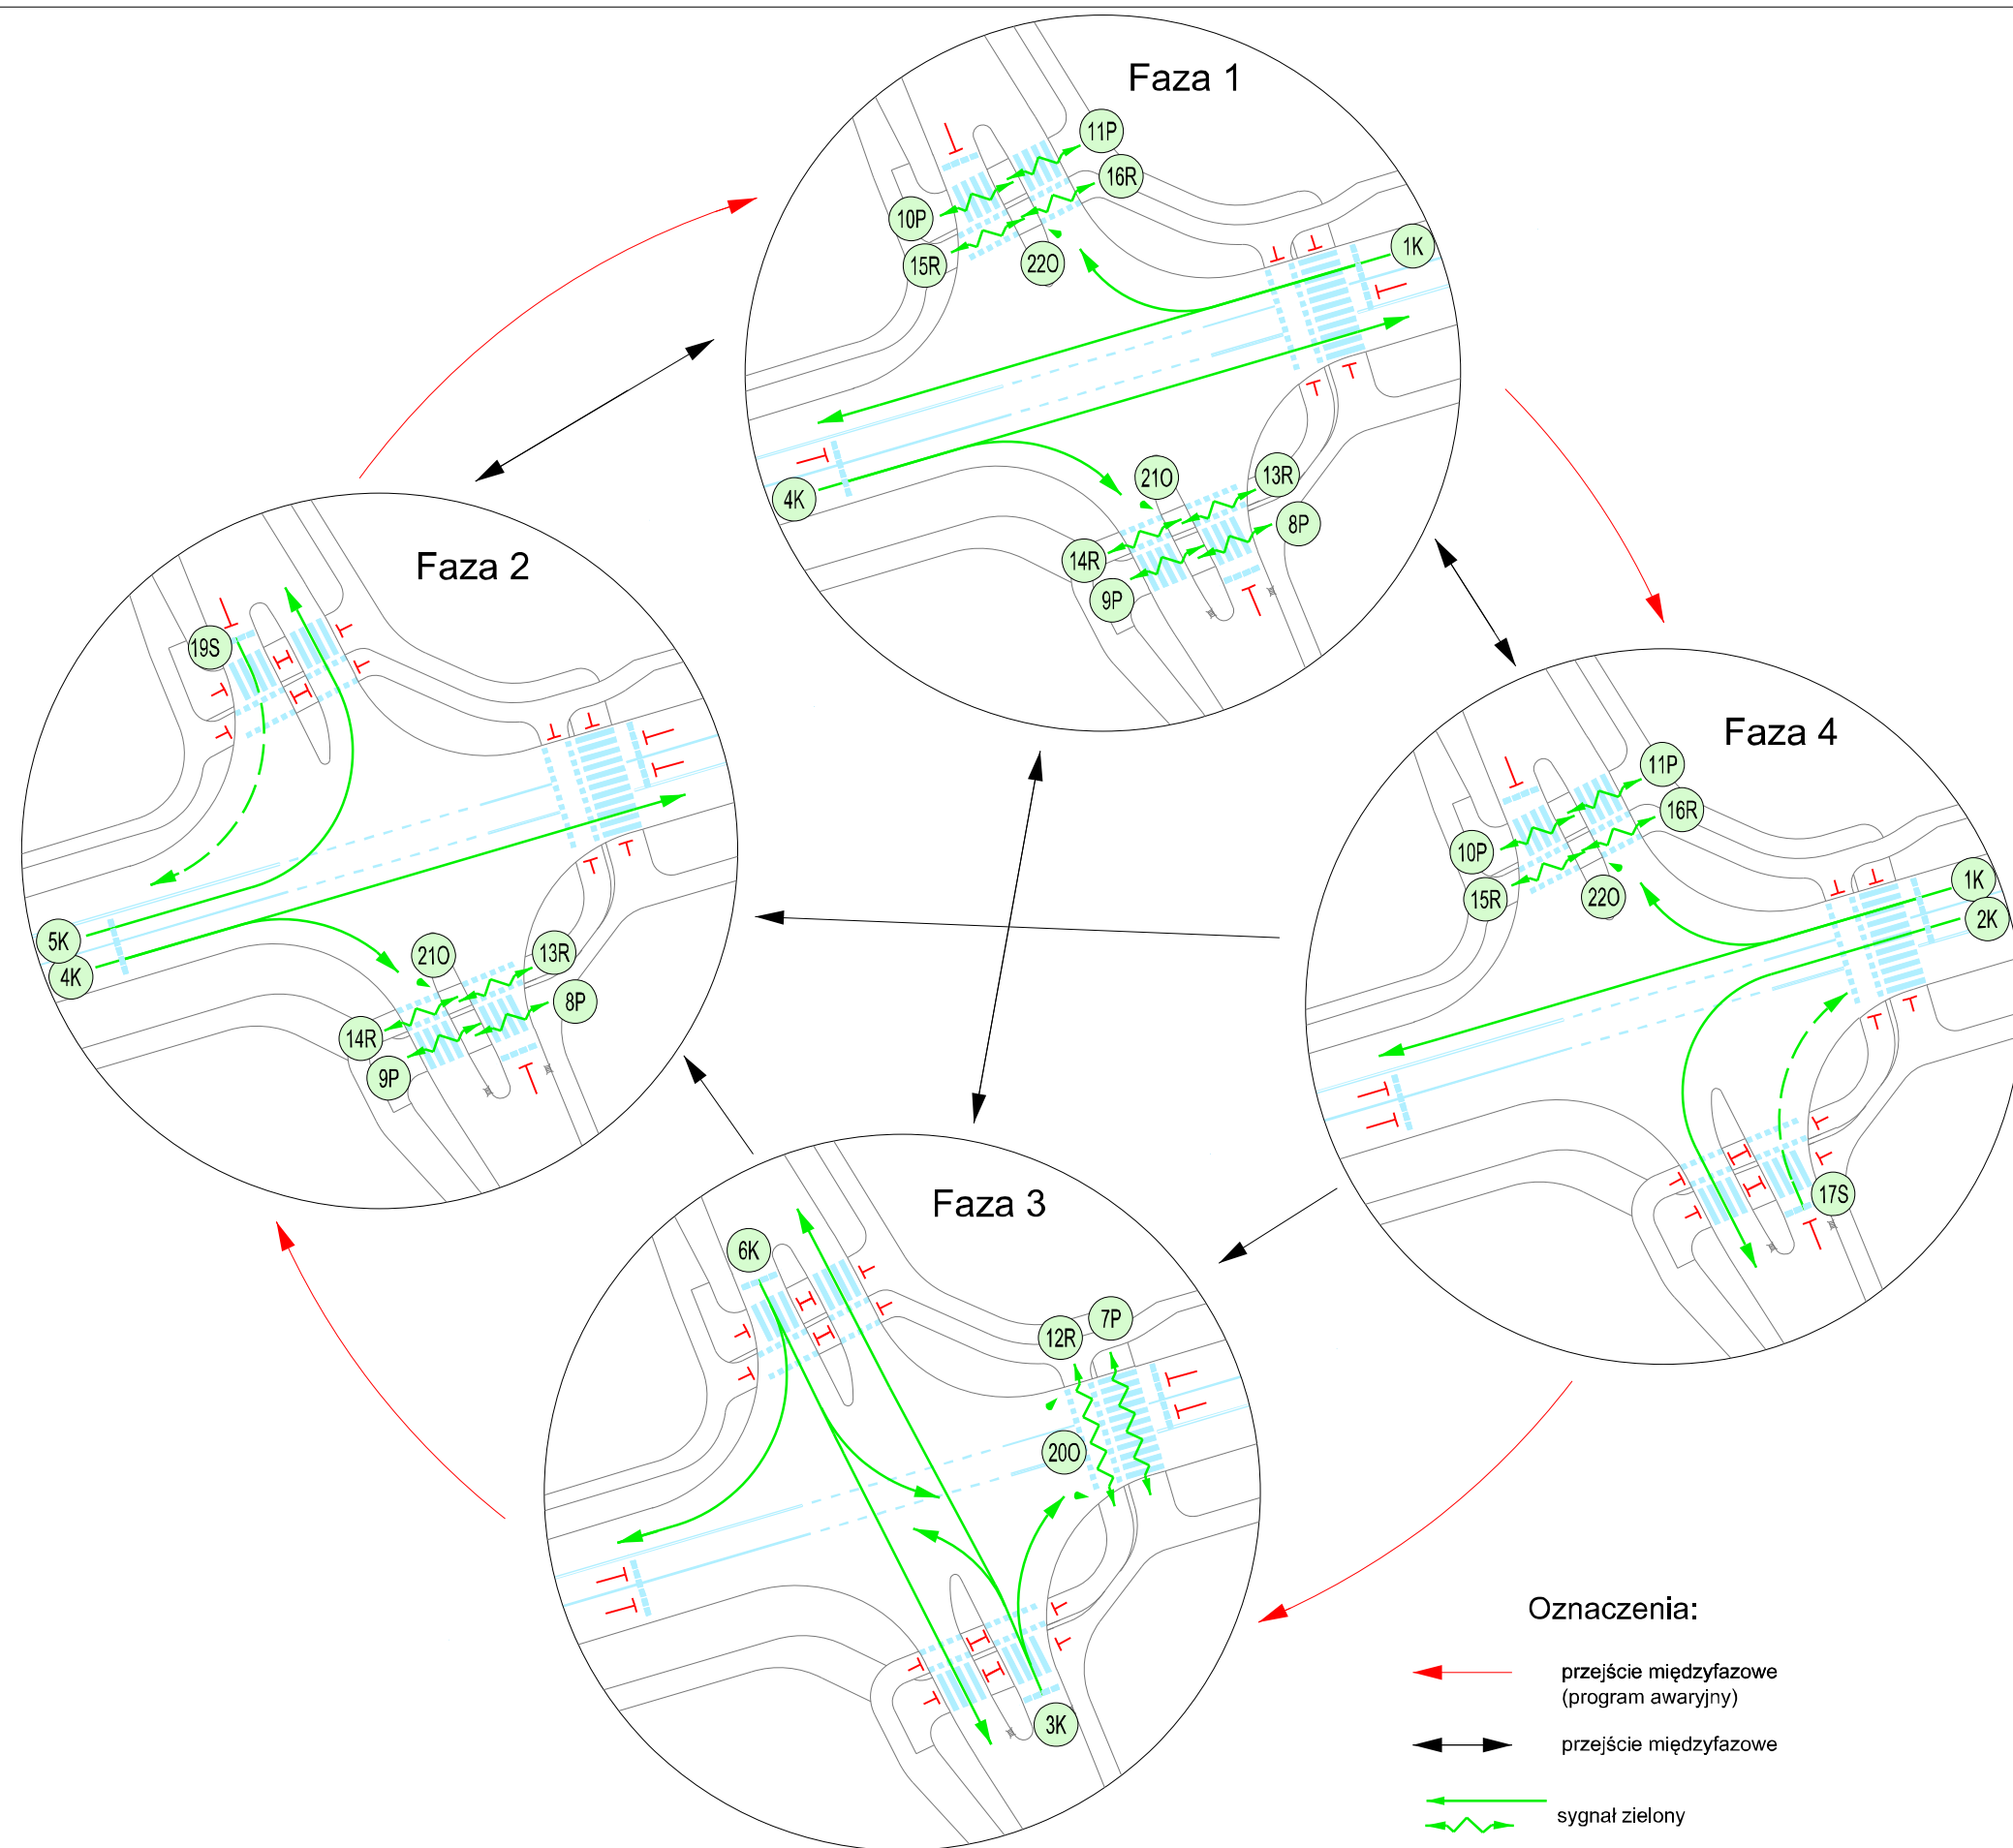 Faza 1
11P
16R
10P
15R
22O
1K
4K
21O
13R
8P
14R
9P
Faza 2
19S
5K
4K
21O
13R
8P
14R
9P
Faza 4
11P
16R
10P
15R
22O
1K
2K
17S
Faza 3
6K
12R
7P
20O
3K
Oznaczenia:
przejście międzyfazowe
(program awaryjny)
przejście międzyfazowe
sygnał zielony